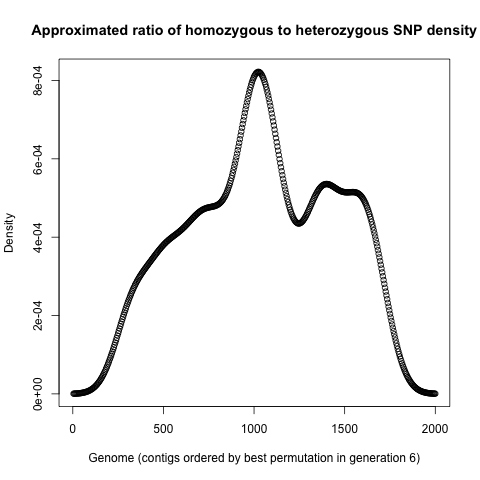 Approximated ratio of homozygous to heterozygous SNP density
8e-04
6e-04
4e-04
2e-04
0e+00
Density
0 500 1000 1500 2000
Genome (contigs ordered by best permutation in generation 6)